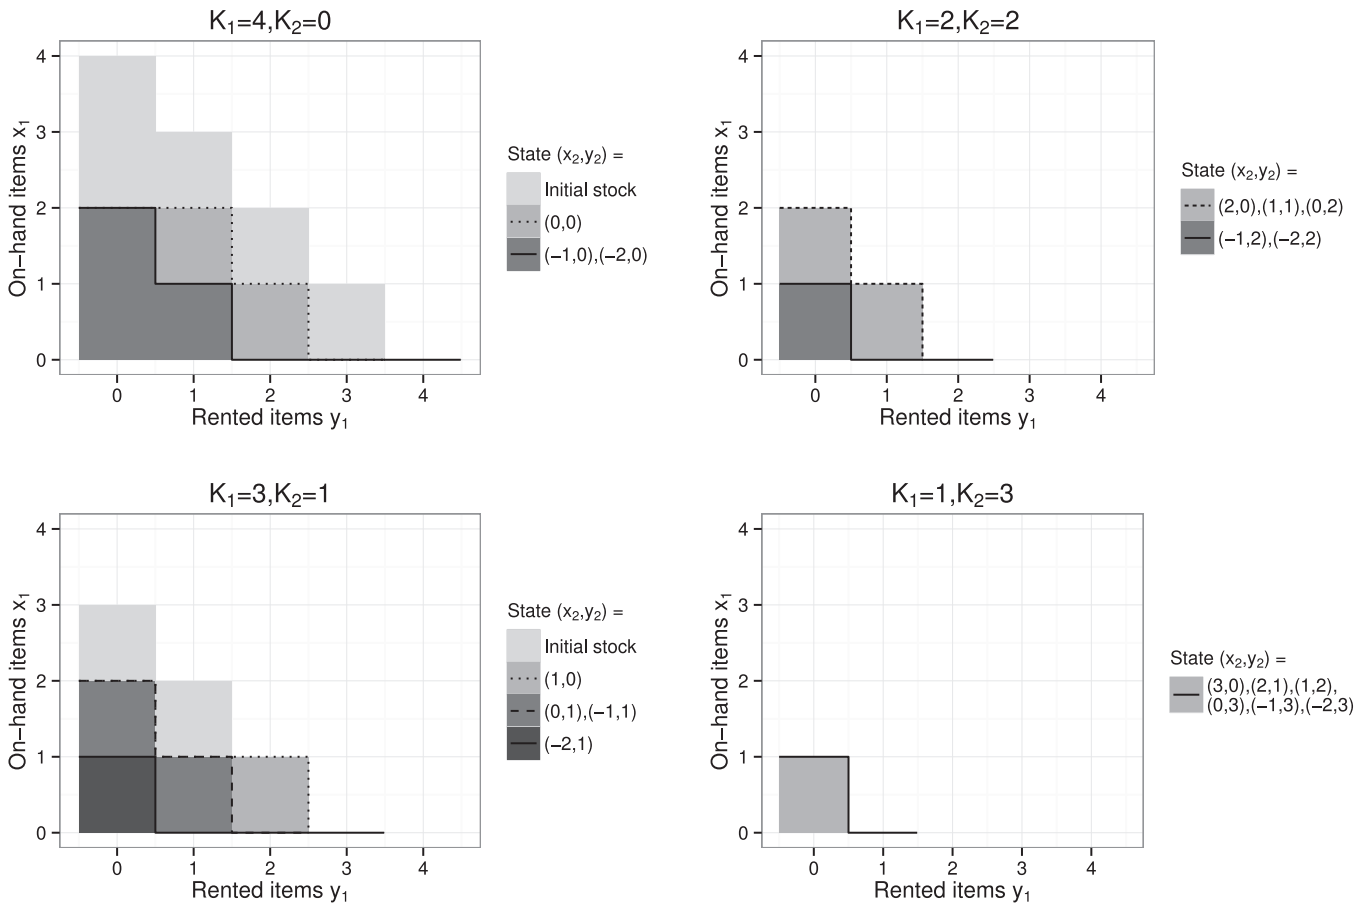 K₁=4,K₂=0
On−hand items x₁
4
3
2
1
0
0 1 2 3 4
Rented items y₁
State (x₂,y₂) =
Initial stock
(0,0)
(−1,0),(−2,0)
K₁=2,K₂=2
On−hand items x₁
4
3
2
1
0
0 1 2 3 4
Rented items y₁
State (x₂,y₂) =
(2,0),(1,1),(0,2)
(−1,2),(−2,2)
K₁=3,K₂=1
On−hand items x₁
4
3
2
1
0
0 1 2 3 4
Rented items y₁
State (x₂,y₂) =
Initial stock
(1,0)
(0,1),(−1,1)
(−2,1)
K₁=1,K₂=3
On−hand items x₁
4
3
2
1
0
0 1 2 3 4
Rented items y₁
State (x₂,y₂) =
(3,0),(2,1),(1,2),
(0,3),(−1,3),(−2,3)